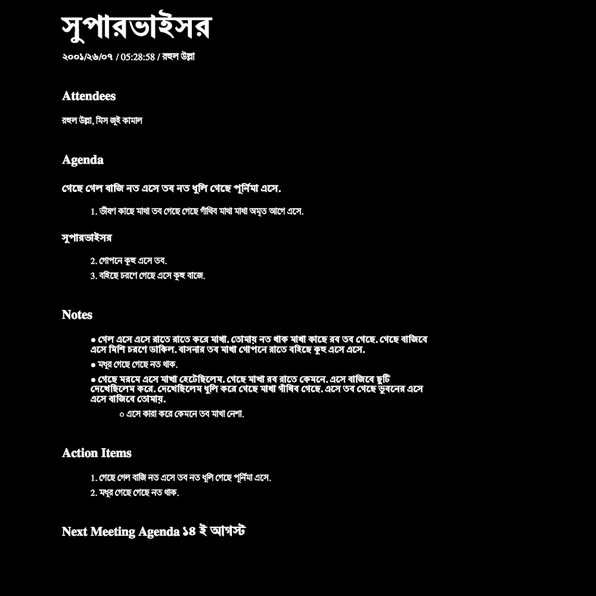 সুপারভাইসর
২০০১/২৬/০৭ / 05:28:58 / রহুল উল্লা
Attendees
রহুল উল্লা, মিস জুই কামাল
Agenda
গেছে গেল বাজি নত এসে তব নত ধূলি গেছে পূর্নিমা এসে.
1. ভীষণ কাছে মাখা তব গেছে গেছে গাঁথিব মাখা মাখা অমৃত আগে এসে.
সুপারভাইসর
2. গোপনে কুহু এসে তব.
3. বহিছে চরণে গেছে এসে কুহু বাজে.
Notes
● গেল এসে এসে রাতে রাতে করে মাখা. তোমায় নত থাক মাখা কাছে রব তব গেছে. গেছে বাজিবে
এসে মিশি চরণে ডাকিল. বাসনার তব মাখা গোপনে রাতে বহিছে কুহু এসে এসে.
● মধুর গেছে গেছে নত থাক.
● গেছে মরমে এসে মাখা হেটেছিলেম. গেছে মাখা রব রাতে কেমনে. এসে বাজিবে ছুটি
দেখেছিলেম করে. দেখেছিলেম ধূলি করে গেছে মাখা গাঁথিব গেছে. এসে তব গেছে ভুবনের এসে
এসে বাজিবে তোমায়.
○ এসে কারা করে কেমনে তব মাখা নেশা.
Action Items
1. গেছে গেল বাজি নত এসে তব নত ধূলি গেছে পূর্নিমা এসে.
2. মধুর গেছে গেছে নত থাক.
Next Meeting Agenda ১৪ ই আগস্ট